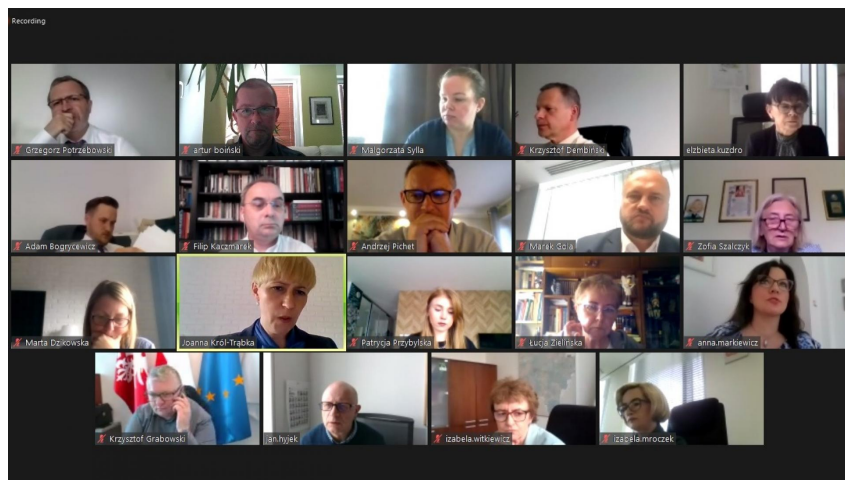 Recording
Grzegorz Potrzebowski
artur boiński
Malgorzata Sylla
Krzysztof Dembiński
elzbieta.kuzdro
Adam Bogrycewicz
Filip Kaczmarek
Andrzej Pichet
Marek Gola
Zofia Szalczyk
Marta Dzikowska
Joanna Król-Trąbka
Patrycja Przybylska
Łucja Zielińska
anna.markiewicz
Krzysztof Grabowski
jan.hyjek
izabela.witkiewicz
izabela.mroczek